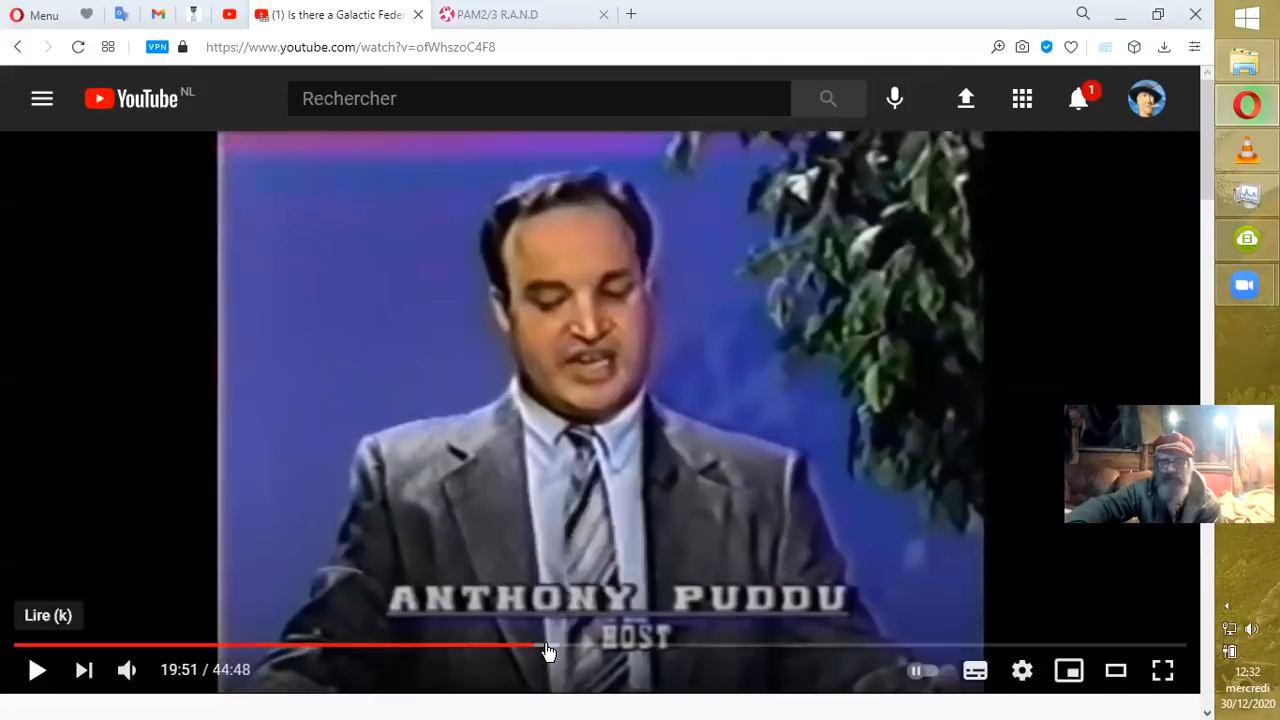 Menu
(1) Is there a Galactic Feder
PAM2/3 R.A.N.D
VPN
https://www.youtube.com/watch?v=ofWhszoC4F8
YouTube NL
Rechercher
1
ANTHONY PUDDU
HOST
Lire (k)
19:51 / 44:48
12:32
mercredi
30/12/2020